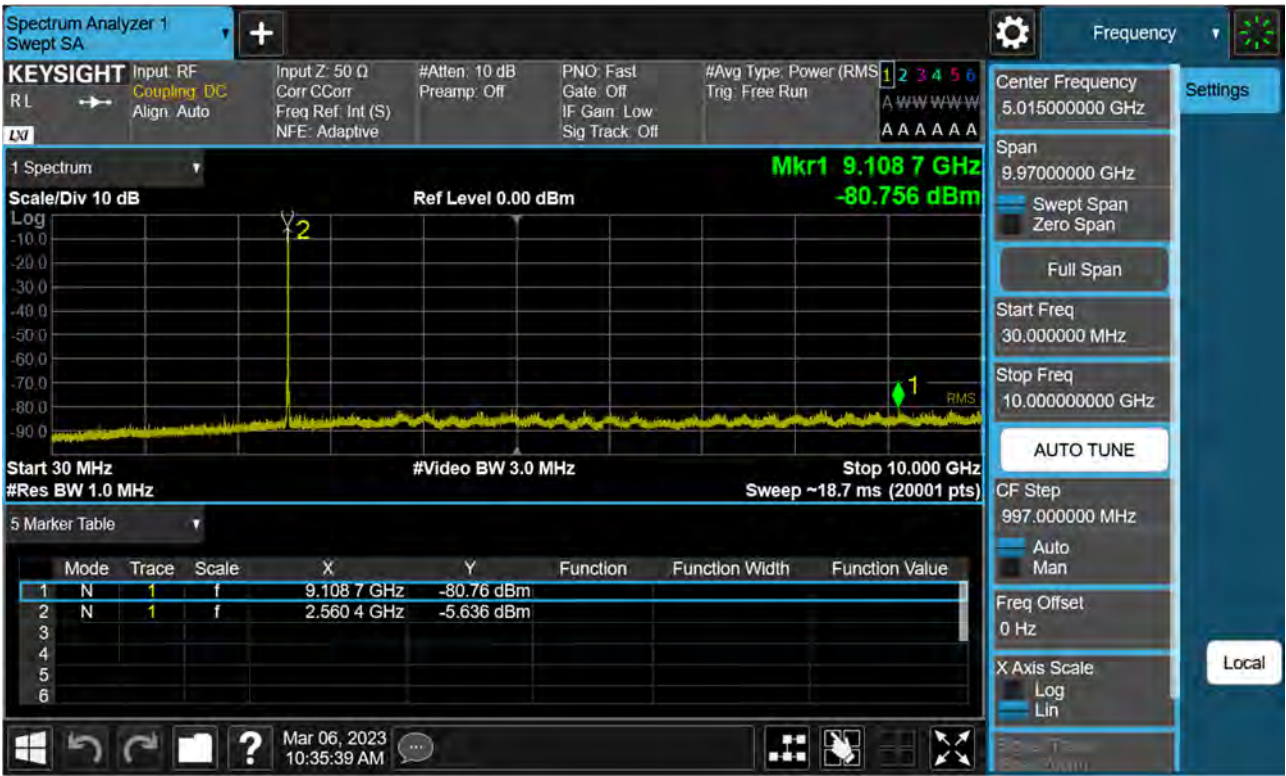 Spectrum Analyzer 1
Swept SA
+
Frequency
KEYSIGHT
R L
LXI
Input: RF
Coupling: DC
Align: Auto
Input Z: 50 Ω
Corr CCorr
Freq Ref: Int (S)
NFE: Adaptive
#Atten: 10 dB
Preamp: Off
PNO: Fast
Gate: Off
IF Gain: Low
Sig Track: Off
#Avg Type: Power (RMS
Trig: Free Run
1 2 3 4 5 6
A W W W W W
A A A A A A
1 Spectrum
Scale/Div 10 dB
Ref Level 0.00 dBm
Mkr1 9.108 7 GHz
-80.756 dBm
Log
-10.0
-20.0
-30.0
-40.0
-50.0
-60.0
-70.0
-80.0
-90.0
2
1
RMS
Start 30 MHz
#Video BW 3.0 MHz
Stop 10.000 GHz
#Res BW 1.0 MHz
Sweep ~18.7 ms (20001 pts)
5 Marker Table
Mode Trace Scale X Y Function Function Width Function Value
1 N 1 f 9.108 7 GHz -80.76 dBm
2 N 1 f 2.560 4 GHz -5.636 dBm
3
4
5
6
?
Mar 06, 2023
10:35:39 AM
Center Frequency
5.015000000 GHz
Span
9.97000000 GHz
Swept Span
Zero Span
Full Span
Start Freq
30.000000 MHz
Stop Freq
10.000000000 GHz
AUTO TUNE
CF Step
997.000000 MHz
Auto
Man
Freq Offset
0 Hz
X Axis Scale
Log
Lin
Settings
Local